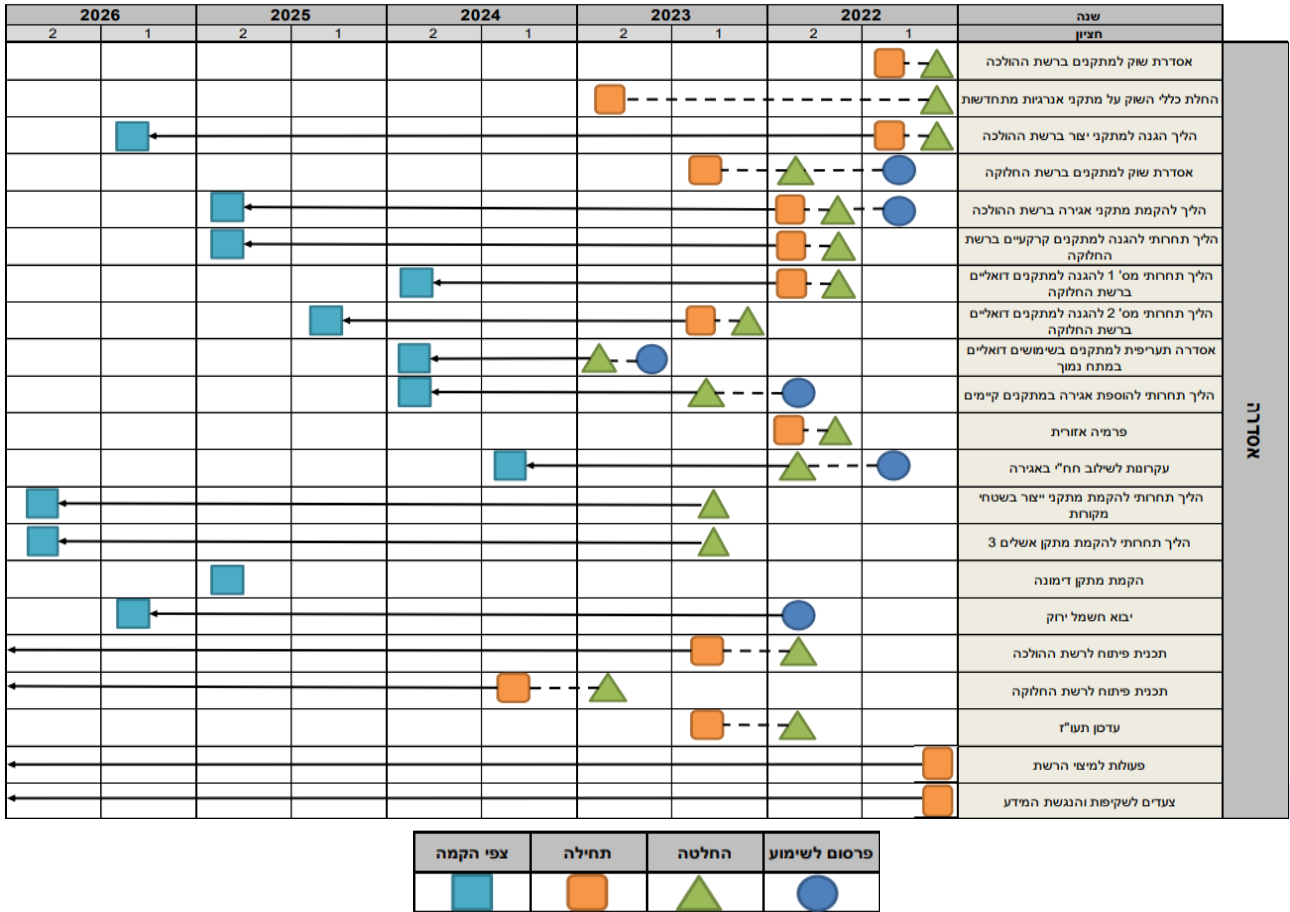 שנה 2022 2023 2024 2025 2026
חציון 1 2 1 2 1 2 1 2 1 2
אסדרה
אסדרת שוק למתקנים ברשת ההולכה
החלת כללי השוק על מתקני אנרגיות מתחדשות
הליך הגנה למתקני יצור ברשת ההולכה
אסדרת שוק למתקנים ברשת החלוקה
הליך להקמת מתקני אגירה ברשת ההולכה
הליך תחרותי להגנה למתקנים קרקעיים ברשת
החלוקה
הליך תחרותי מס' 1 להגנה למתקנים דואליים
ברשת החלוקה
הליך תחרותי מס' 2 להגנה למתקנים דואליים
ברשת החלוקה
אסדרה תעריפית למתקנים בשימושים דואליים
במתח נמוך
הליך תחרותי להוספת אגירה במתקנים קיימים
פרמיה אזורית
עקרונות לשילוב חח"י באגירה
הליך תחרותי להקמת מתקני ייצור בשטחי
מקורות
הליך תחרותי להקמת מתקן אשלים 3
הקמת מתקן דימונה
יבוא חשמל ירוק
תכנית פיתוח לרשת ההולכה
תכנית פיתוח לרשת החלוקה
עדכון תעו"ז
פעולות למיצוי הרשת
צעדים לשקיפות והנגשת המידע
פרסום לשימוע החלטה תחילה צפי הקמה